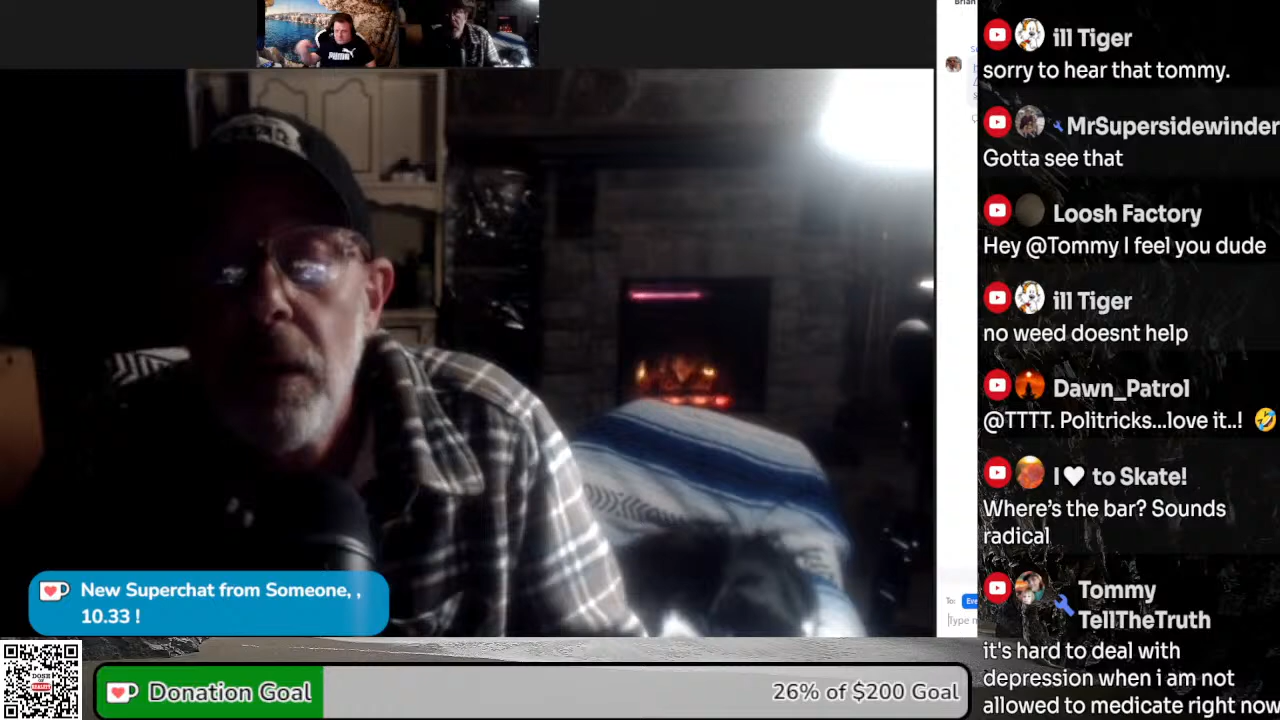 PUMA
Brian
ill Tiger
sorry to hear that tommy.
MrSupersidewinder
Gotta see that
Loosh Factory
Hey @Tommy I feel you dude
ill Tiger
no weed doesnt help
Dawn_Patrol
@TTTT. Politricks...love it..! 🤣
I🖤 to Skate!
Where's the bar? Sounds
radical
Tommy
TellTheTruth
it's hard to deal with
depression when i am not
allowed to medicate right now
To:
Type
New Superchat from Someone, ,
10.33 !
Donation Goal
26% of $200 Goal